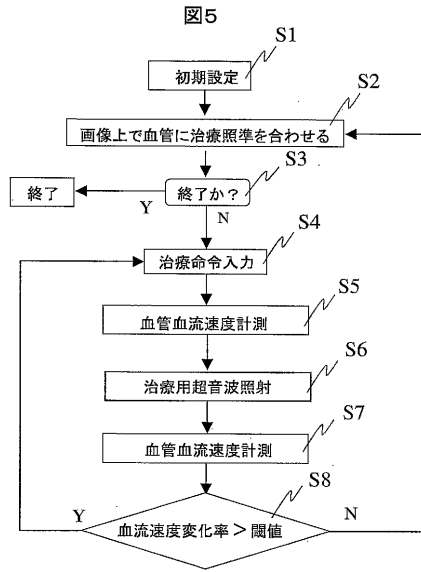 図5
S1
初期設定
S2
画像上で血管に治療照準を合わせる
S3
終了か?
Y
終了
N
S4
治療命令入力
S5
血管血流速度計測
S6
治療用超音波照射
S7
血管血流速度計測
S8
Y
血流速度変化率>閾値
N